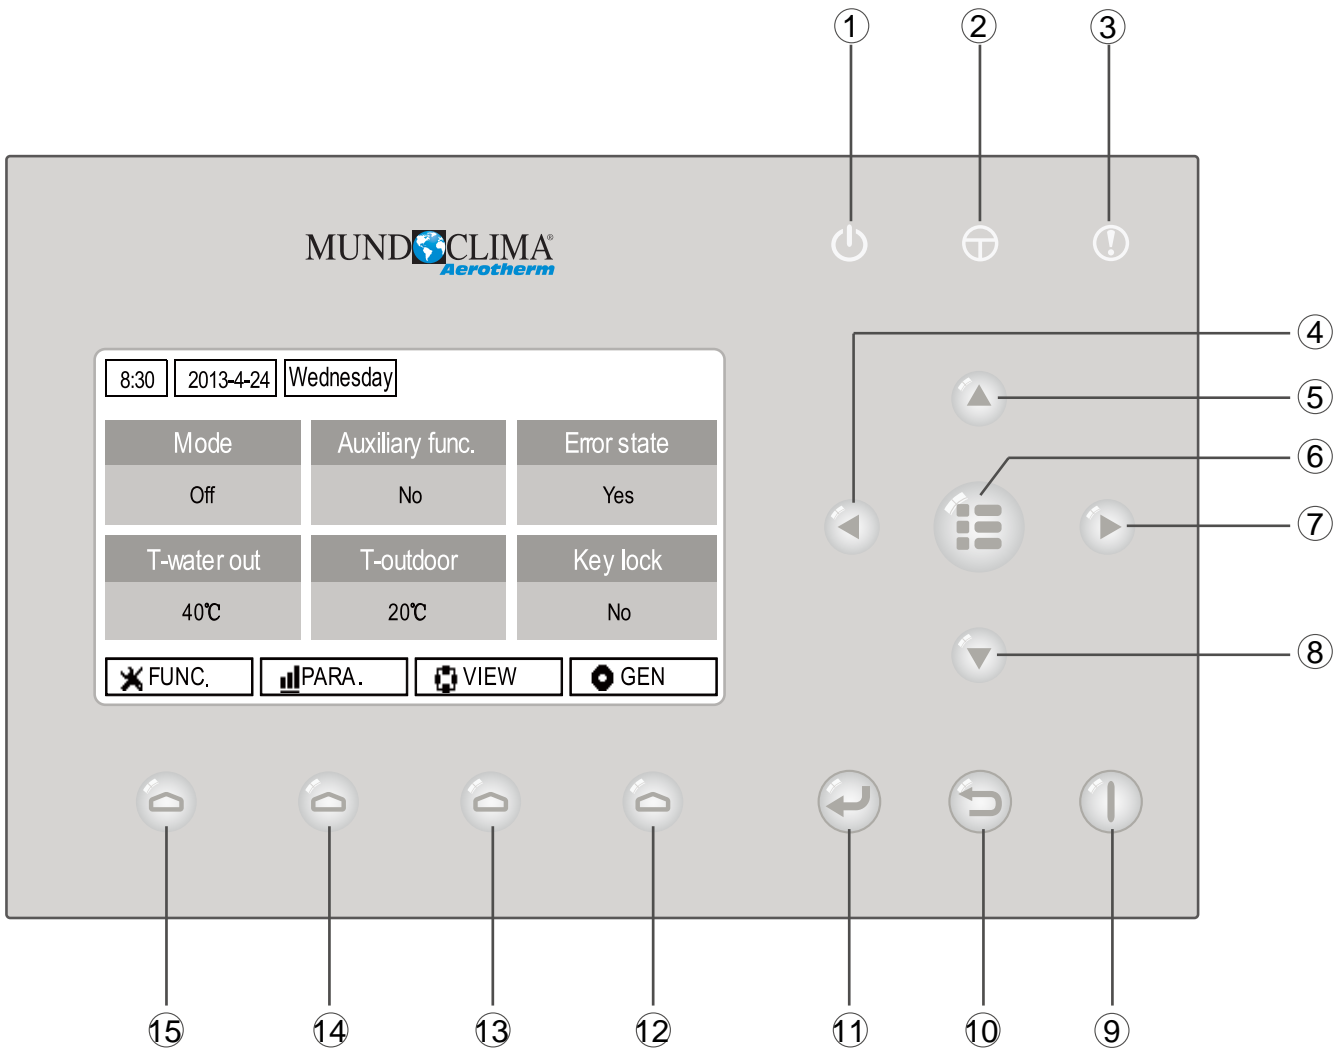 ① ② ③
MUNDOCLIMA®
Aerotherm
④
8:30 2013-4-24 Wednesday
⑤
Mode Auxiliary func. Error state
⑥
Off No Yes
⑦
T-water out T-outdoor Key lock
40℃ 20℃ No
⑧
FUNC. PARA. VIEW GEN
⑮ ⑭ ⑬ ⑫ ⑪ ⑩ ⑨